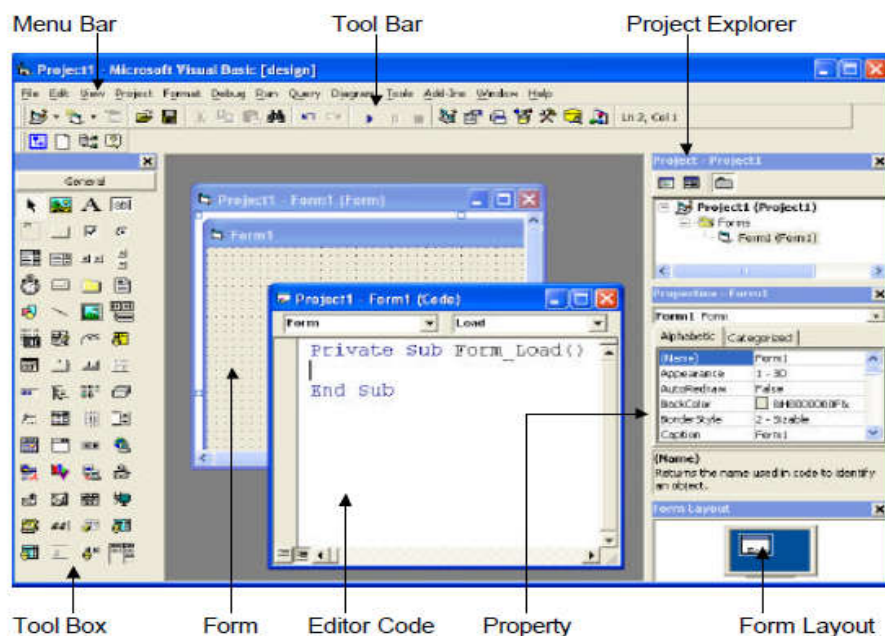 Menu Bar Tool Bar Project Explorer
Project1 - Microsoft Visual Basic [design]
File Edit View Project Format Debug Run Query Diagram Tools Add-Ins Window Help
Ln 2, Col 1
General
Project1 - Form1 (Form)
Form1
Project1 - Form1 (Code)
Form Load
Private Sub Form_Load()
End Sub
Project - Project1
Project1 (Project1)
Forms
Form1 (Form1)
Properties - Form1
Form1 Form
Alphabetic Categorized
(Name) Form1
Appearance 1 - 3D
AutoRedraw False
BackColor &H8000000F&
BorderStyle 2 - Sizable
Caption Form1
(Name)
Returns the name used in code to identify
an object.
Form Layout
Tool Box Form Editor Code Property Form Layout